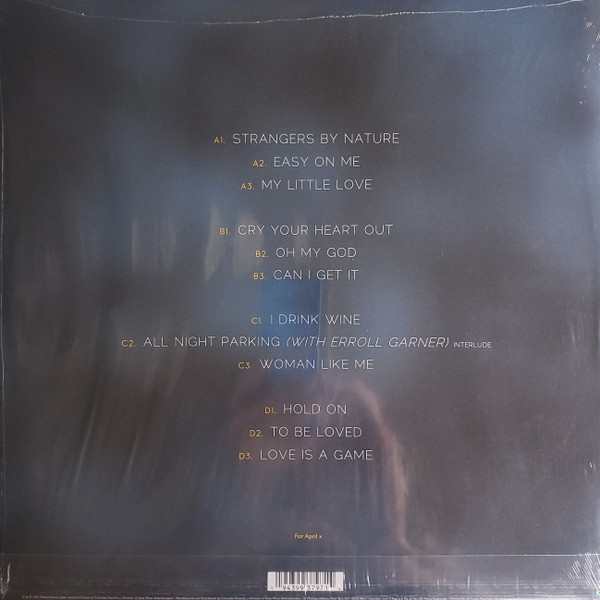 A1. STRANGERS BY NATURE
A2. EASY ON ME
A3. MY LITTLE LOVE
B1. CRY YOUR HEART OUT
B2. OH MY GOD
B3. CAN I GET IT
C1. I DRINK WINE
C2. ALL NIGHT PARKING (WITH ERROLL GARNER) INTERLUDE
C3. WOMAN LIKE ME
D1. HOLD ON
D2. TO BE LOVED
D3. LOVE IS A GAME
For April x